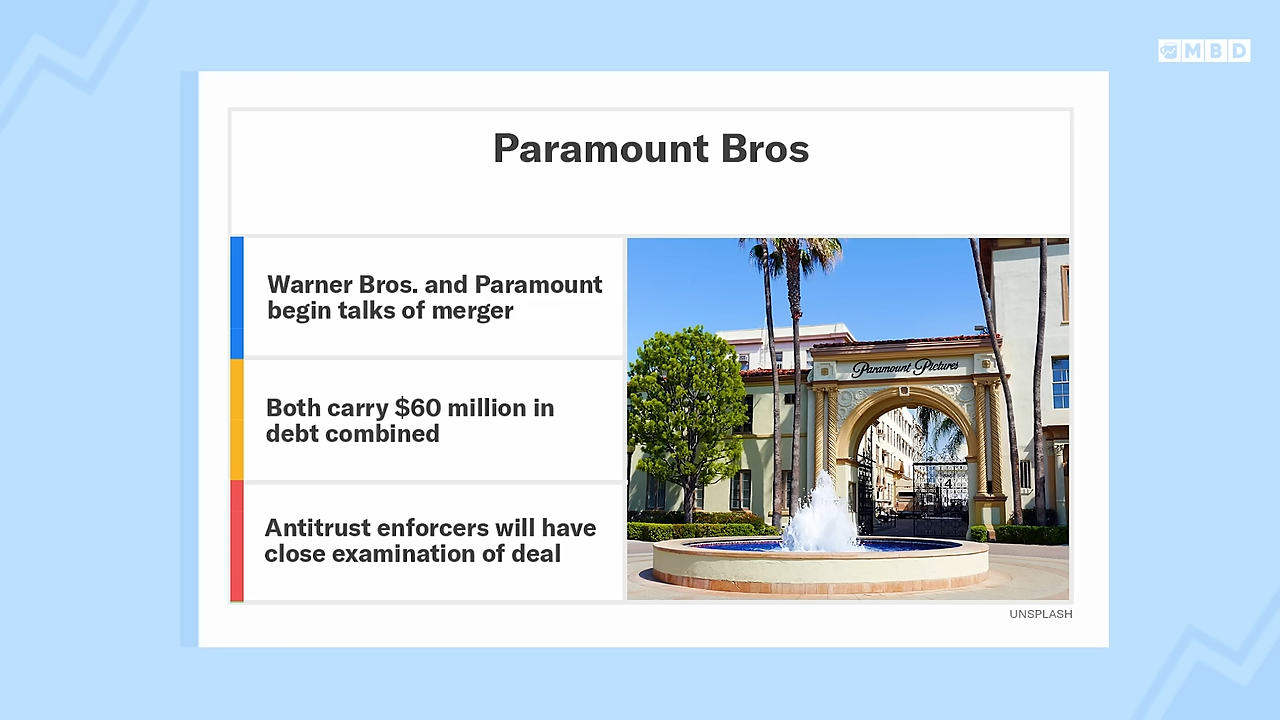 MBD
Paramount Bros
Warner Bros. and Paramount
begin talks of merger
Both carry $60 million in
debt combined
Antitrust enforcers will have
close examination of deal
Paramount Pictures
UNSPLASH